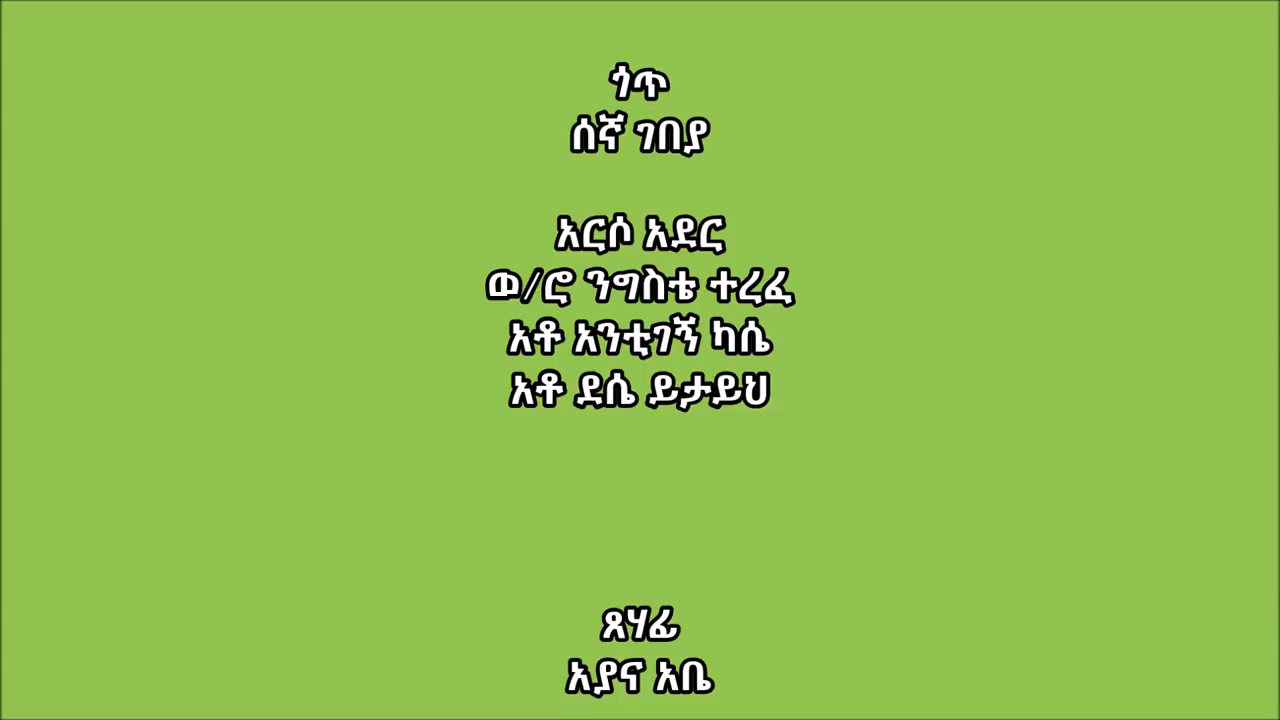 ጎጥ
ሰኛ ገበያ
አርሶ አደር
ወ/ሮ ንግስቴ ተረፈ
አቶ አንቲገኝ ካሴ
አቶ ደሴ ይታይህ
ጸሃፊ
አያና አቤ